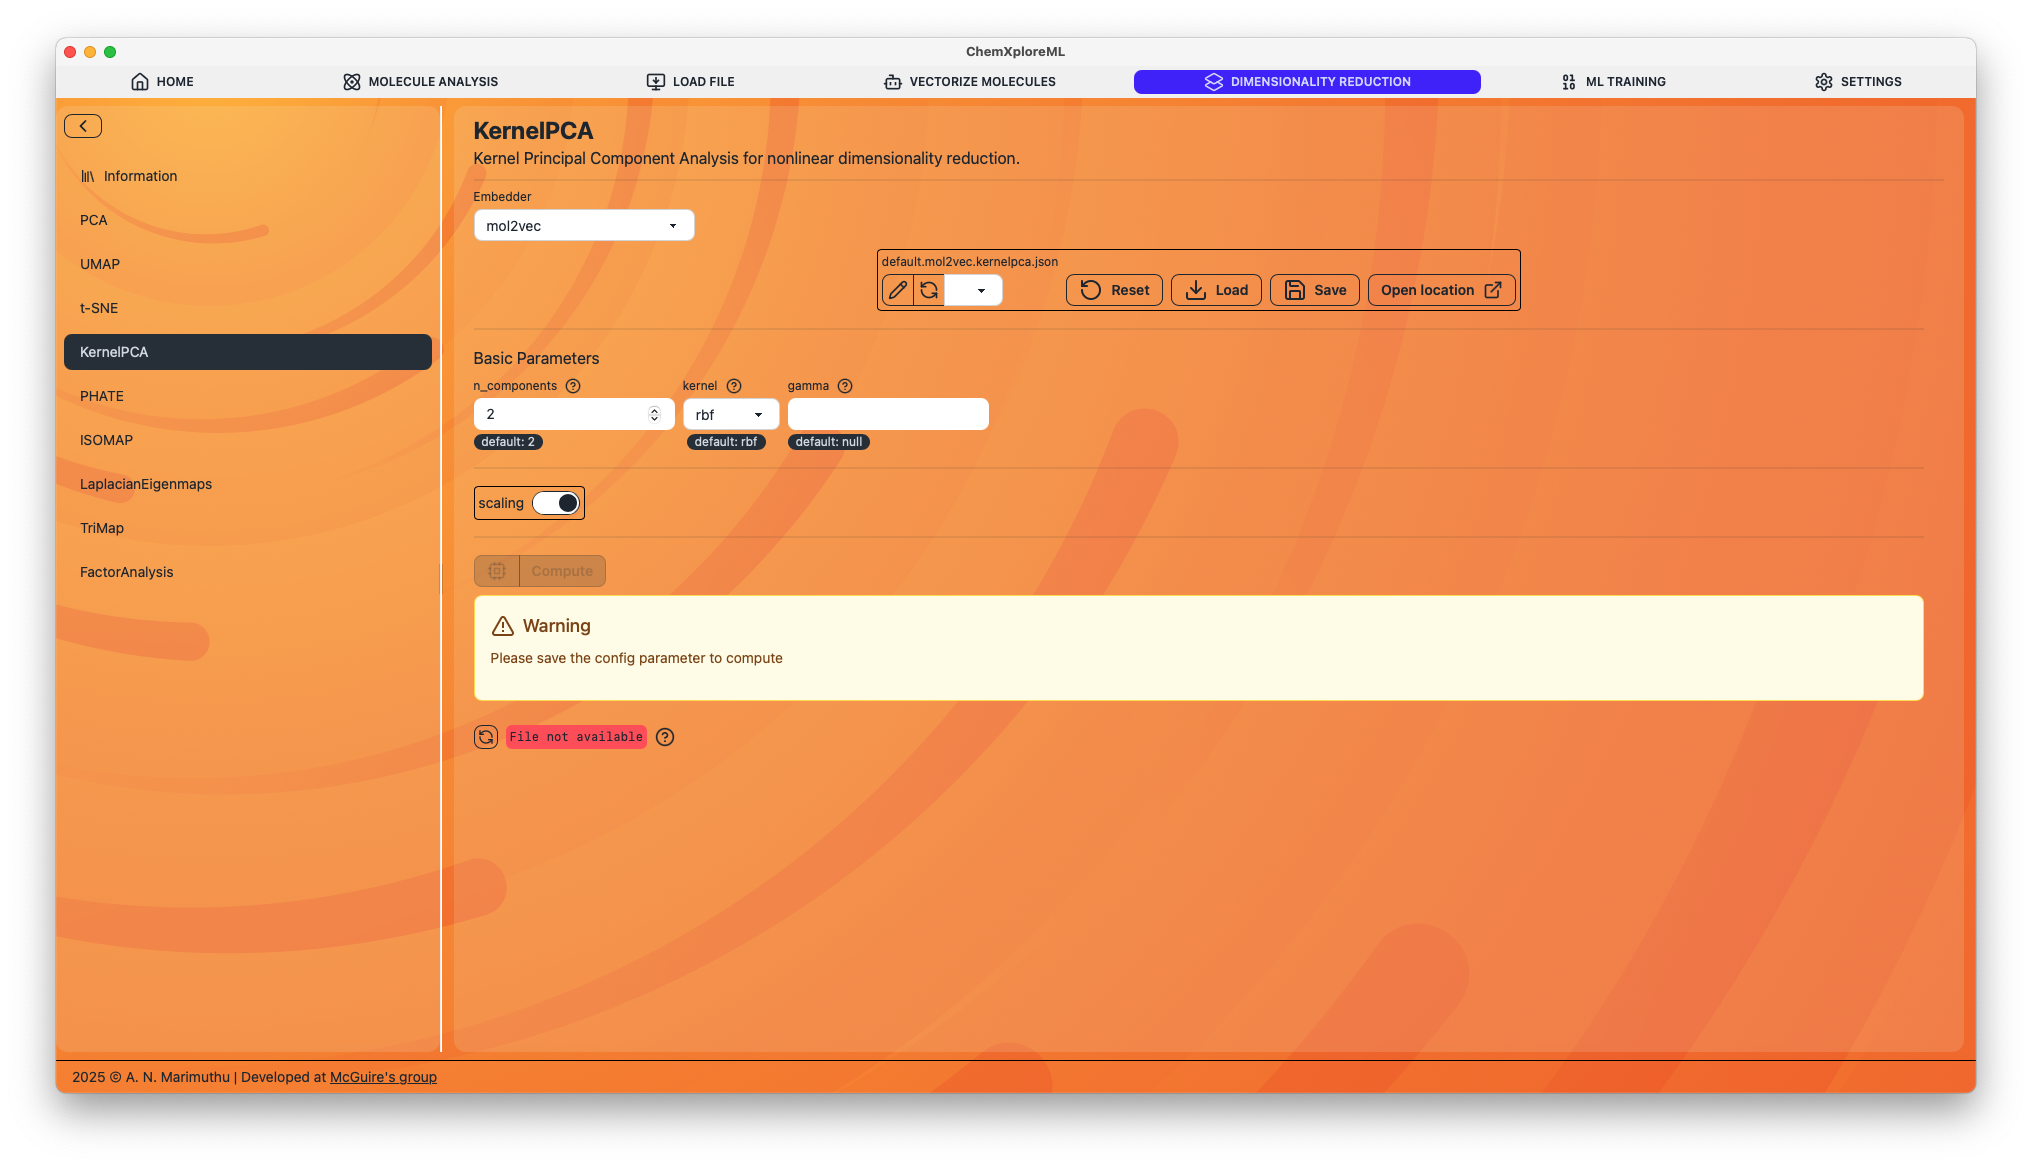 ChemXploreML
HOME
MOLECULE ANALYSIS
LOAD FILE
VECTORIZE MOLECULES
DIMENSIONALITY REDUCTION
ML TRAINING
SETTINGS
Information
PCA
UMAP
t-SNE
KernelPCA
PHATE
ISOMAP
LaplacianEigenmaps
TriMap
FactorAnalysis
KernelPCA
Kernel Principal Component Analysis for nonlinear dimensionality reduction.
Embedder
mol2vec
default.mol2vec.kernelpca.json
Reset
Load
Save
Open location
Basic Parameters
n_components
kernel
gamma
2
rbf
default: 2
default: rbf
default: null
scaling
Compute
Warning
Please save the config parameter to compute
File not available
2025 © A. N. Marimuthu | Developed at McGuire's group